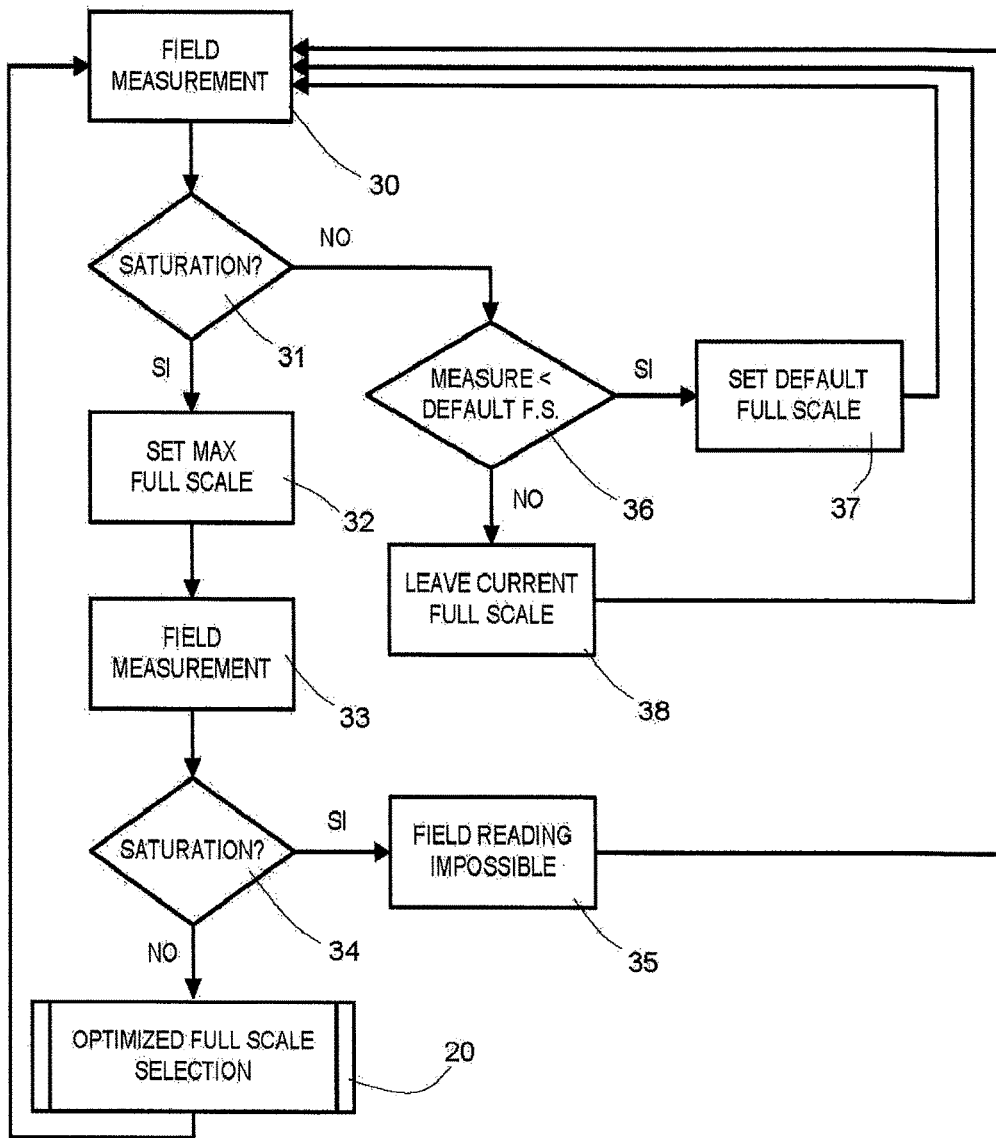 FIELD
MEASUREMENT
30
SATURATION?
31
NO
SI
MEASURE <
DEFAULT F.S.
36
SI
SET DEFAULT
FULL SCALE
37
NO
LEAVE CURRENT
FULL SCALE
38
SET MAX
FULL SCALE
32
FIELD
MEASUREMENT
33
SATURATION?
34
SI
FIELD READING
IMPOSSIBLE
35
NO
OPTIMIZED FULL SCALE
SELECTION
20